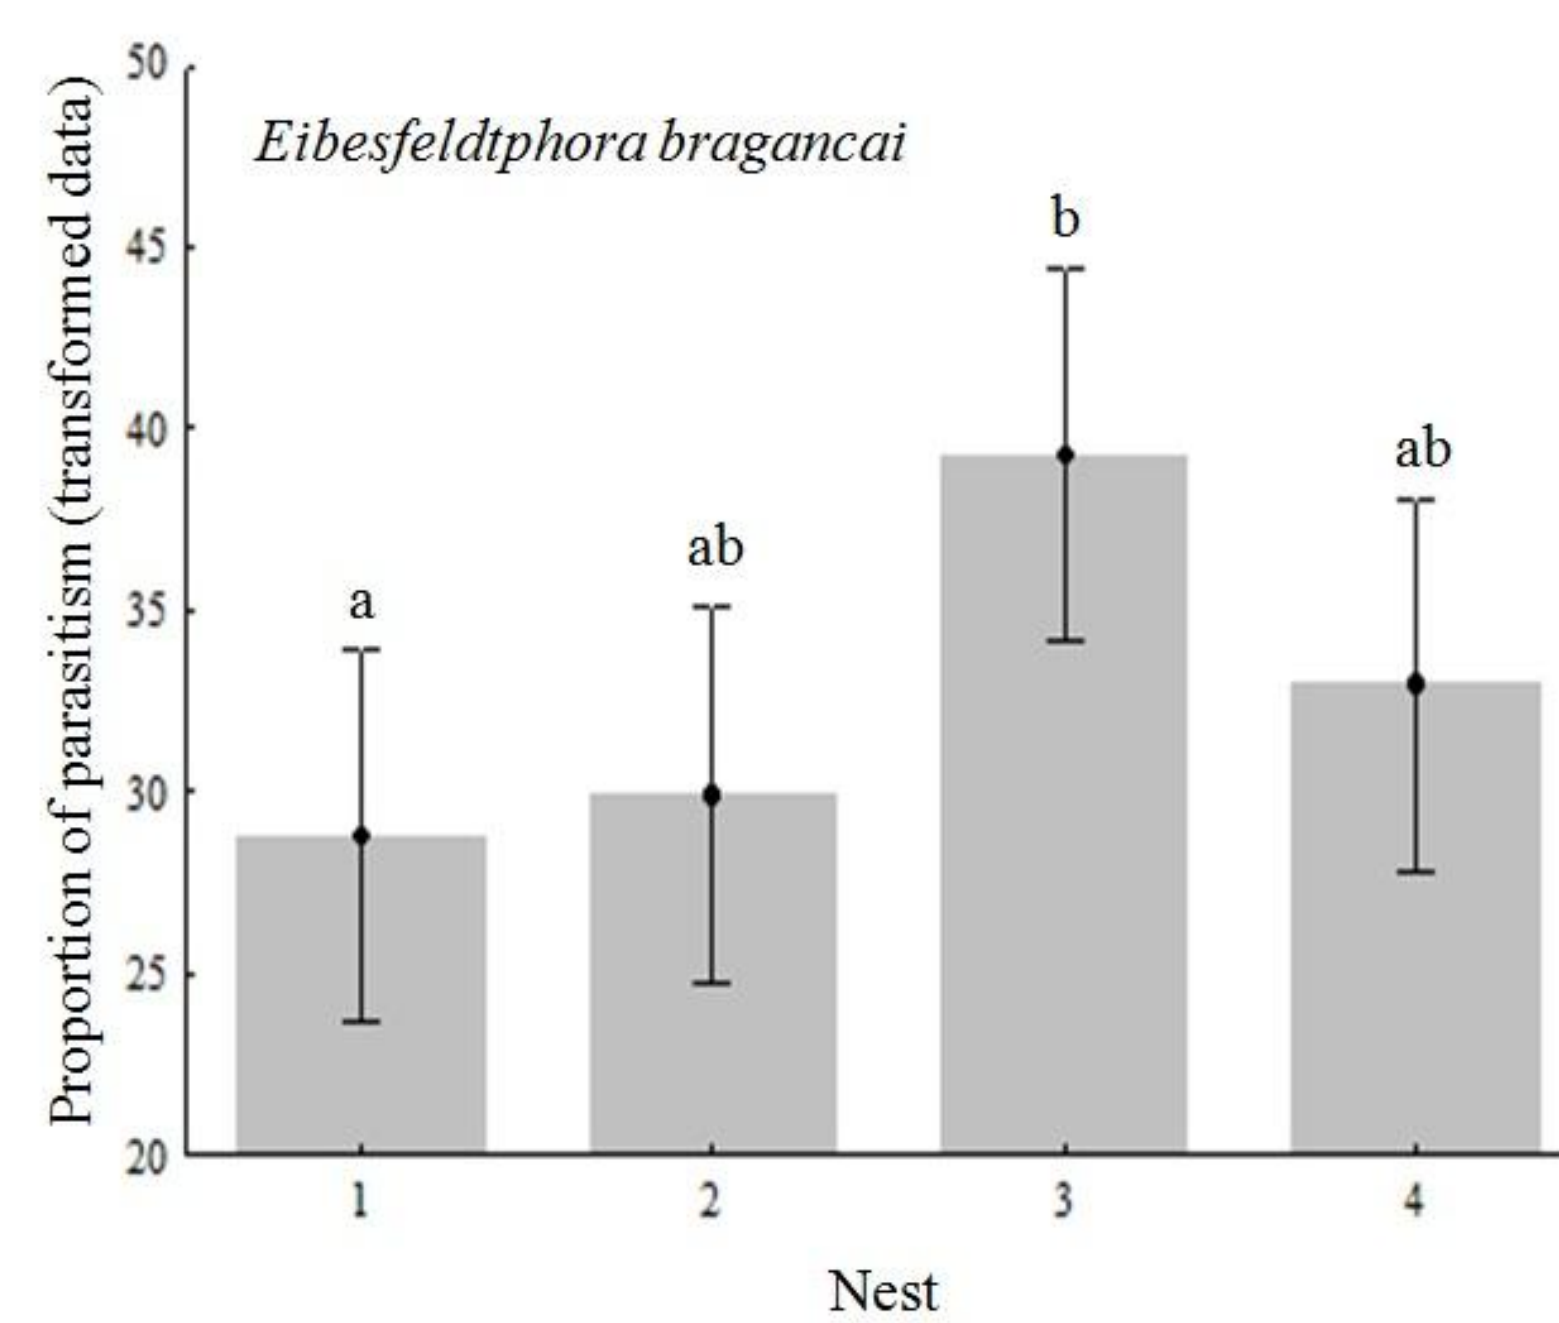 50
Eibesfeldtphora bragancai
b
45
40
ab
ab
a
35
30
25
20
Proportion of parasitism (transformed data)
1 2 3 4
Nest